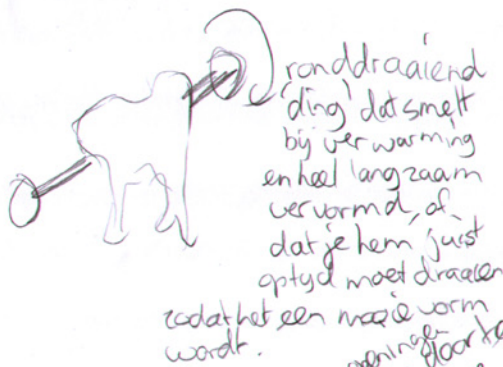 ronddraaiend
'ding' dat smelt
bij verwarming
en heel langzaam
vervormd, of
dat je hem juist
optijd moet draaien
zodat het een mooie vorm
wordt.